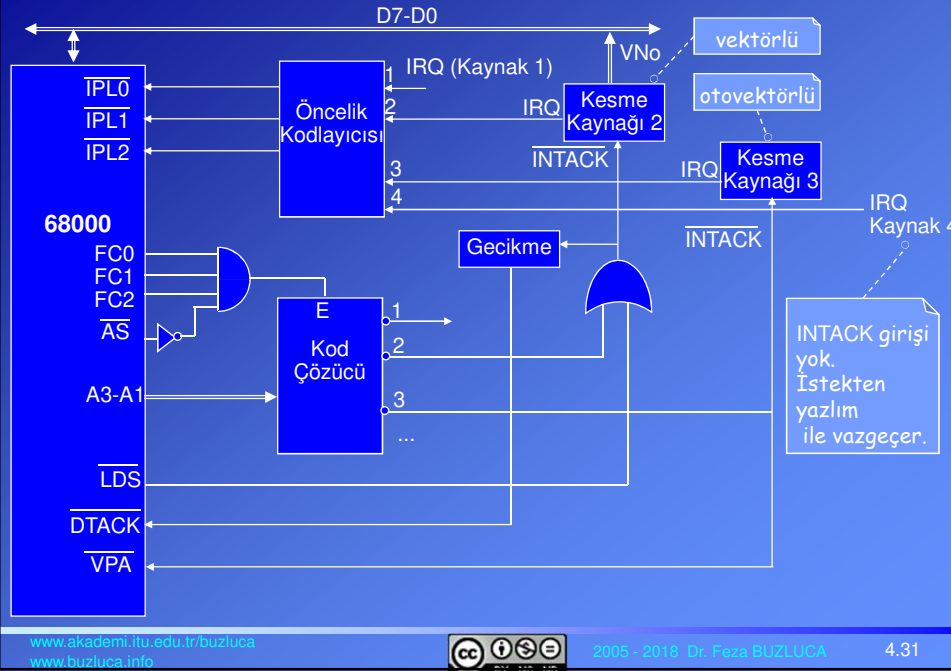 D7-D0
VNo
vektörlü
IPL0
IPL1
IPL2
Öncelik
Kodlayıcısı
1
IRQ (Kaynak 1)
2
IRQ
Kesme
Kaynağı 2
otovektörlü
INTACK
3
IRQ
Kesme
Kaynağı 3
4
IRQ
Kaynak 4
INTACK
68000
Gecikme
FC0
FC1
FC2
AS
E
Kod
Çözücü
1
2
3
...
A3-A1
INTACK girişi
yok.
İstekten
yazlım
ile vazgeçer.
LDS
DTACK
VPA
www.akademi.itu.edu.tr/buzluca
www.buzluca.info
cc
2005 - 2018 Dr. Feza BUZLUCA
4.31